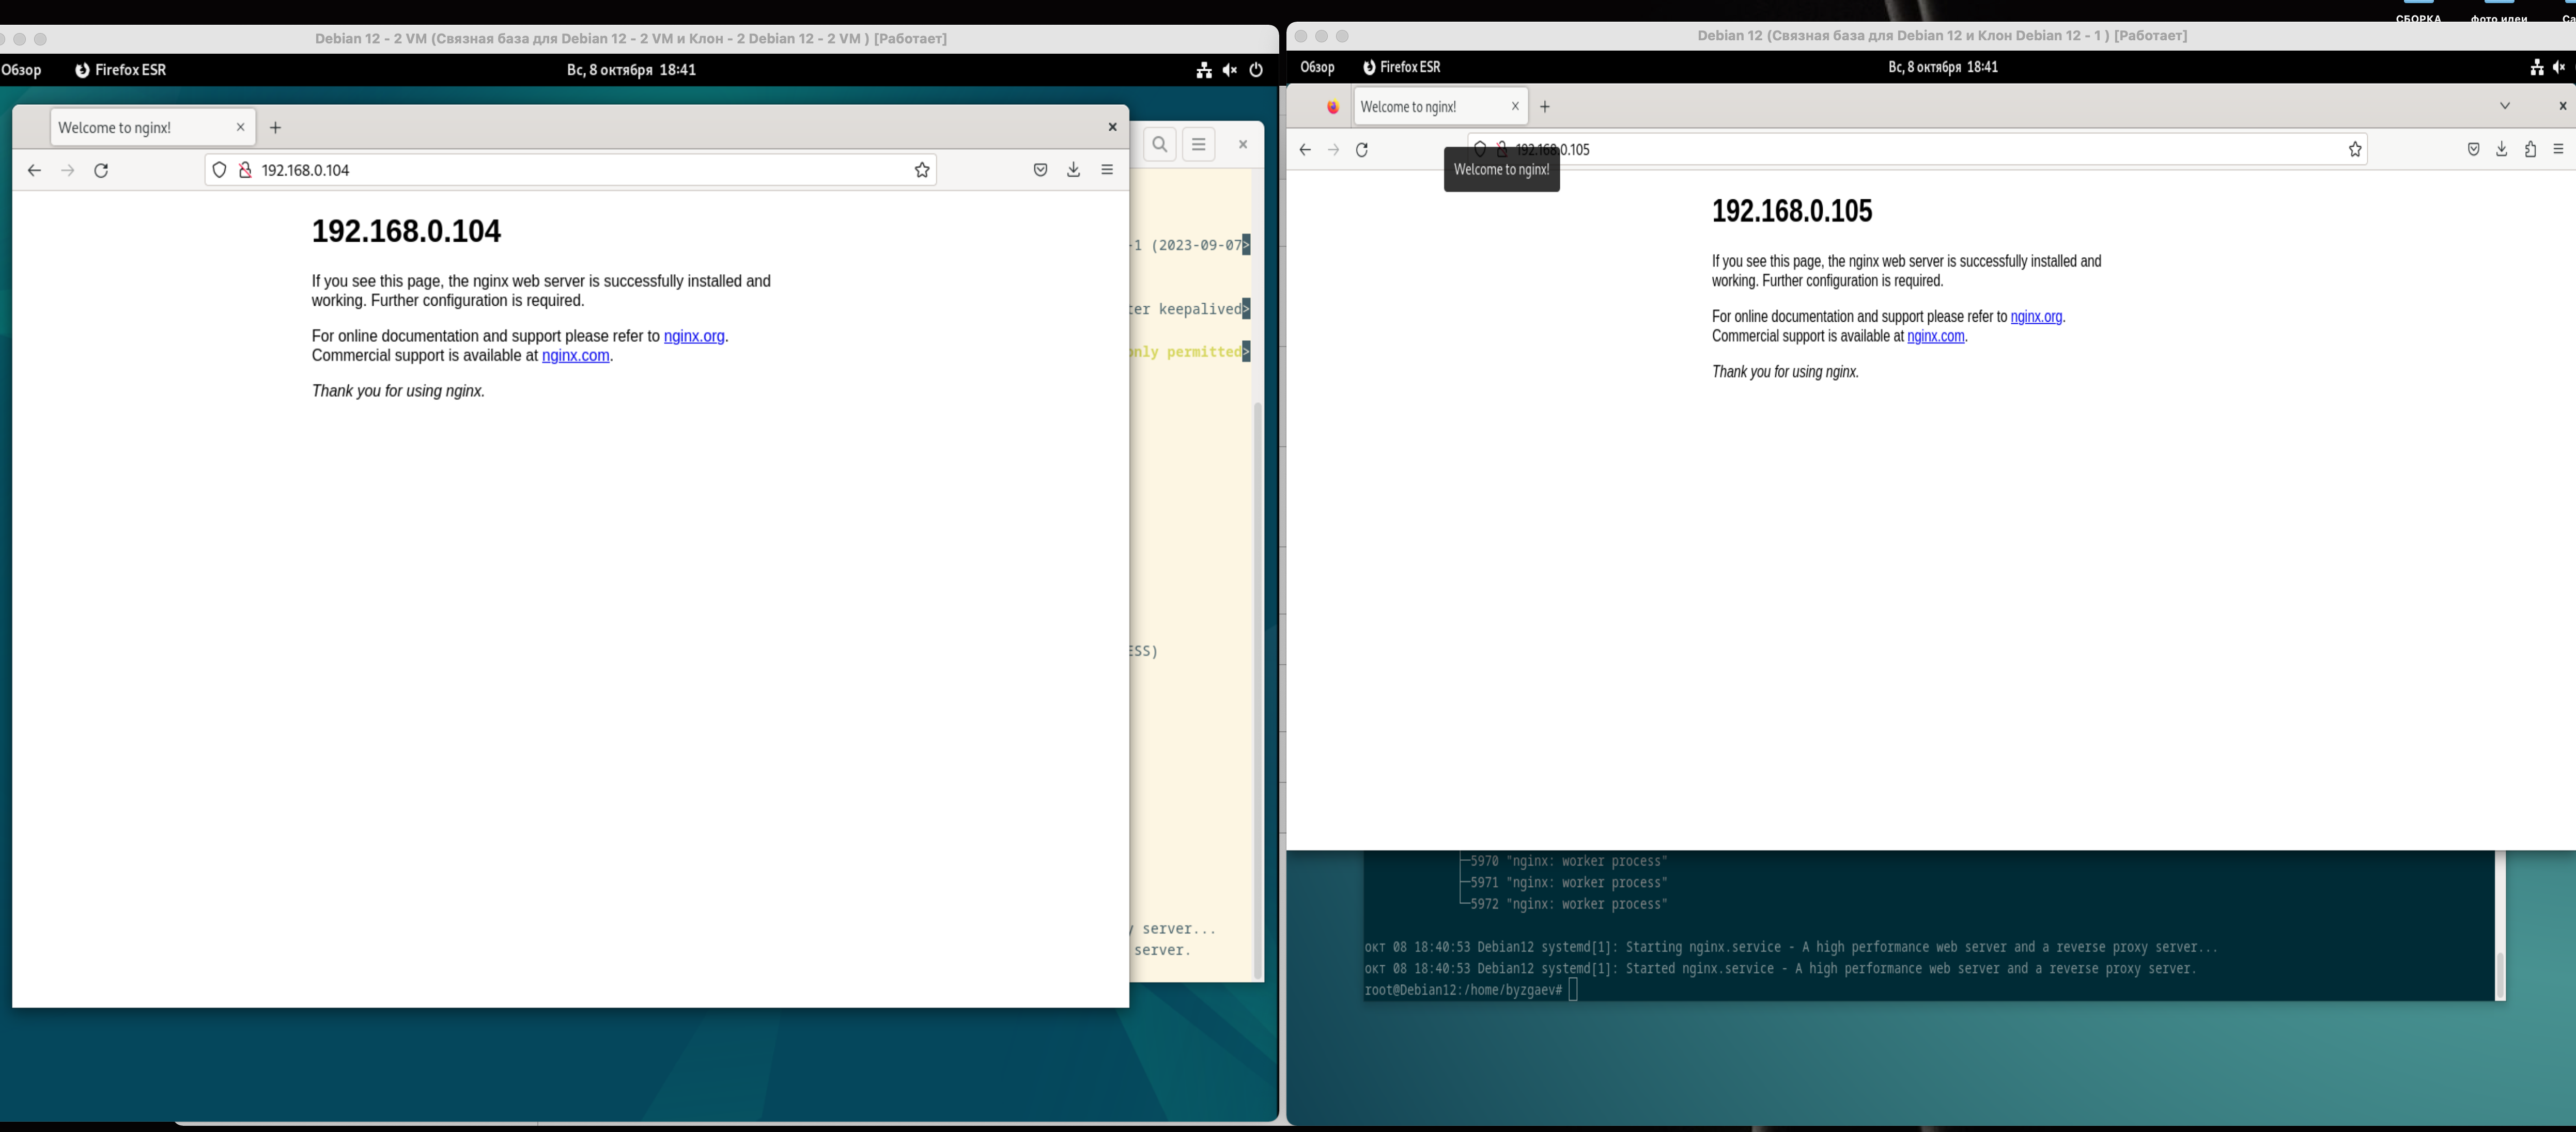 СБОРКА
фото идеи
Debian 12 - 2 VM (Связная база для Debian 12 - 2 VM и Клон - 2 Debian 12 - 2 VM ) [Работает]
Обзор Firefox ESR Вс, 8 октября 18:41
Welcome to nginx!
192.168.0.104
192.168.0.104
If you see this page, the nginx web server is successfully installed and
working. Further configuration is required.
For online documentation and support please refer to nginx.org.
Commercial support is available at nginx.com.
Thank you for using nginx.
-1 (2023-09-07>
ter keepalived>
only permitted>
ESS)
y server...
server.
Debian 12 (Связная база для Debian 12 и Клон Debian 12 - 1 ) [Работает]
Обзор Firefox ESR Вс, 8 октября 18:41
Welcome to nginx!
192.168.0.105
Welcome to nginx!
192.168.0.105
If you see this page, the nginx web server is successfully installed and
working. Further configuration is required.
For online documentation and support please refer to nginx.org.
Commercial support is available at nginx.com.
Thank you for using nginx.
├─5970 "nginx: worker process"
├─5971 "nginx: worker process"
└─5972 "nginx: worker process"
окт 08 18:40:53 Debian12 systemd[1]: Starting nginx.service - A high performance web server and a reverse proxy server...
окт 08 18:40:53 Debian12 systemd[1]: Started nginx.service - A high performance web server and a reverse proxy server.
root@Debian12:/home/byzgaev#